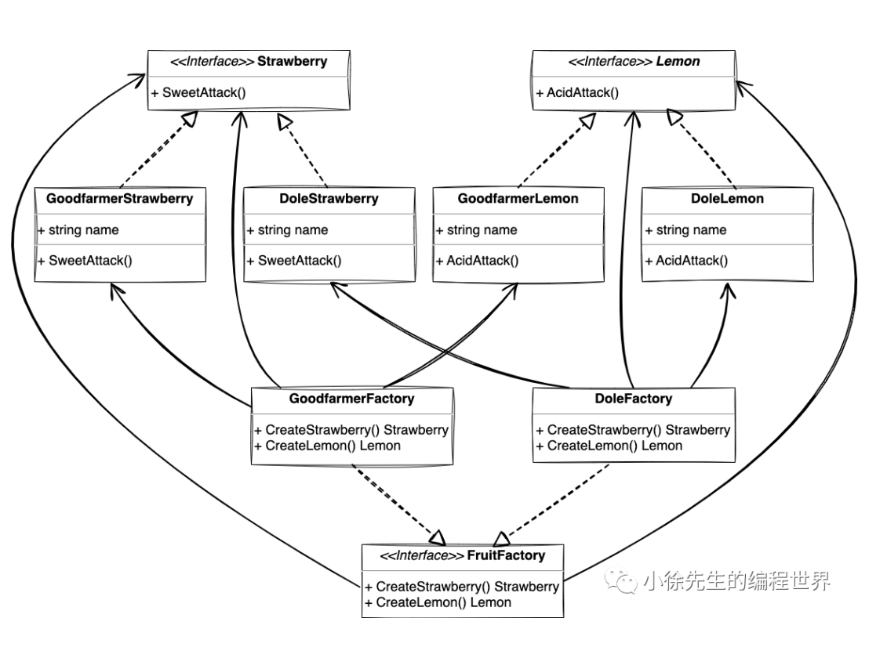 <<Interface>> Strawberry
+ SweetAttack()
<<Interface>> Lemon
+ AcidAttack()
GoodfarmerStrawberry
+ string name
+ SweetAttack()
DoleStrawberry
+ string name
+ SweetAttack()
GoodfarmerLemon
+ string name
+ AcidAttack()
DoleLemon
+ string name
+ AcidAttack()
GoodfarmerFactory
+ CreateStrawberry() Strawberry
+ CreateLemon() Lemon
DoleFactory
+ CreateStrawberry() Strawberry
+ CreateLemon() Lemon
<<Interface>> FruitFactory
+ CreateStrawberry() Strawberry
+ CreateLemon() Lemon
小徐先生的编程世界